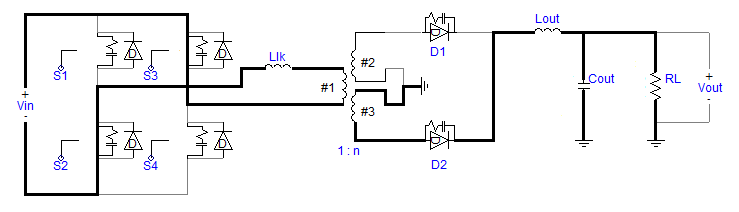 Lout
D1
D
D
S1
S3
Llk
#2
+
Vin
-
#1
Cout
RL
+
Vout
-
#3
D
D
S2
S4
1 : n
D2